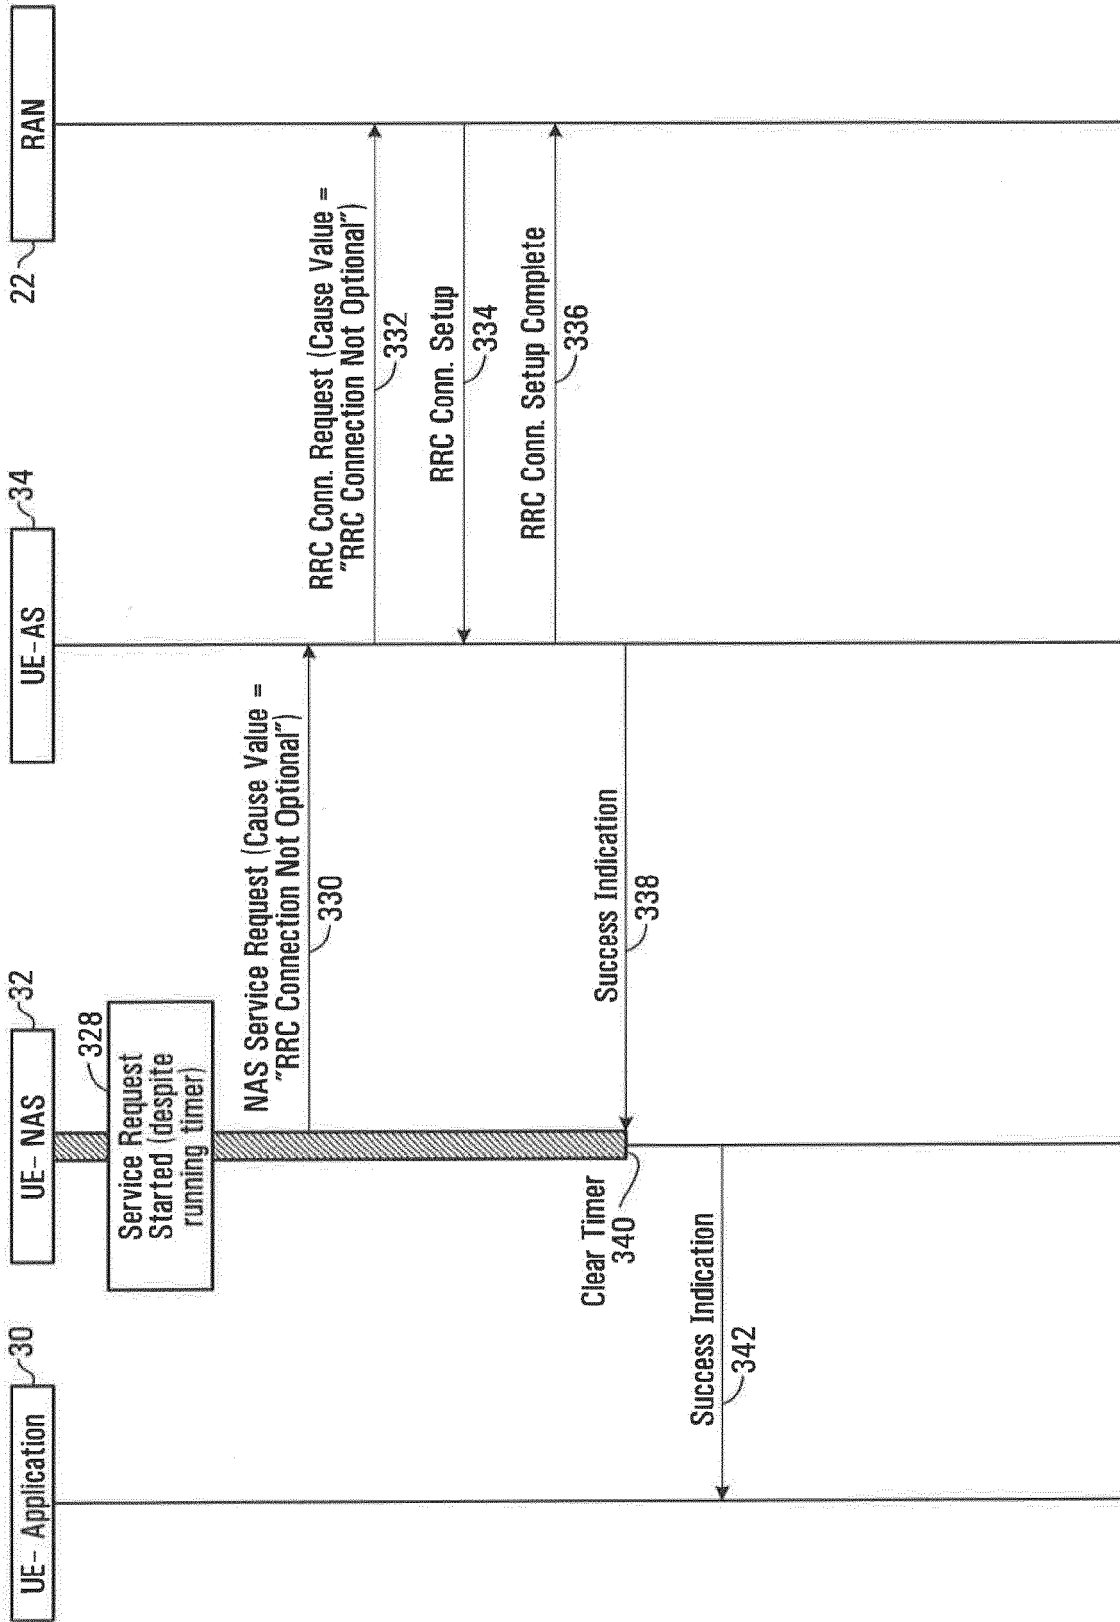 UE- Application
30
UE- NAS
32
UE-AS
34
RAN
22
328
Service Request
Started (despite
running timer)
NAS Service Request (Cause Value =
"RRC Connection Not Optional")
330
RRC Conn. Request (Cause Value =
"RRC Connection Not Optional")
332
RRC Conn. Setup
334
RRC Conn. Setup Complete
336
Success Indication
338
Clear Timer
340
Success Indication
342